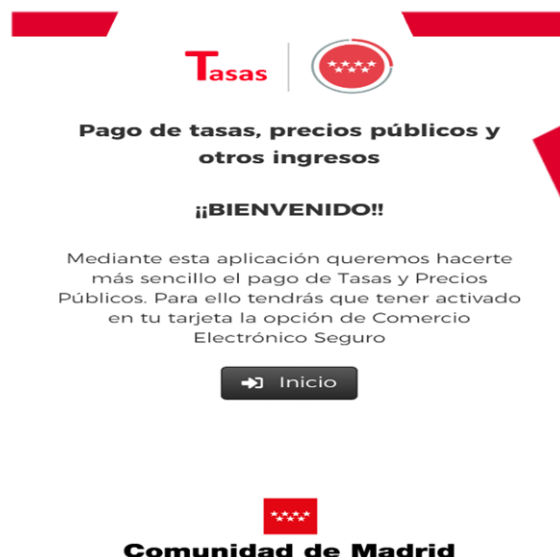 Tasas
Pago de tasas, precios públicos y
otros ingresos
¡¡BIENVENIDO!!
Mediante esta aplicación queremos hacerte
más sencillo el pago de Tasas y Precios
Públicos. Para ello tendrás que tener activado
en tu tarjeta la opción de Comercio
Electrónico Seguro
Inicio
Comunidad de Madrid